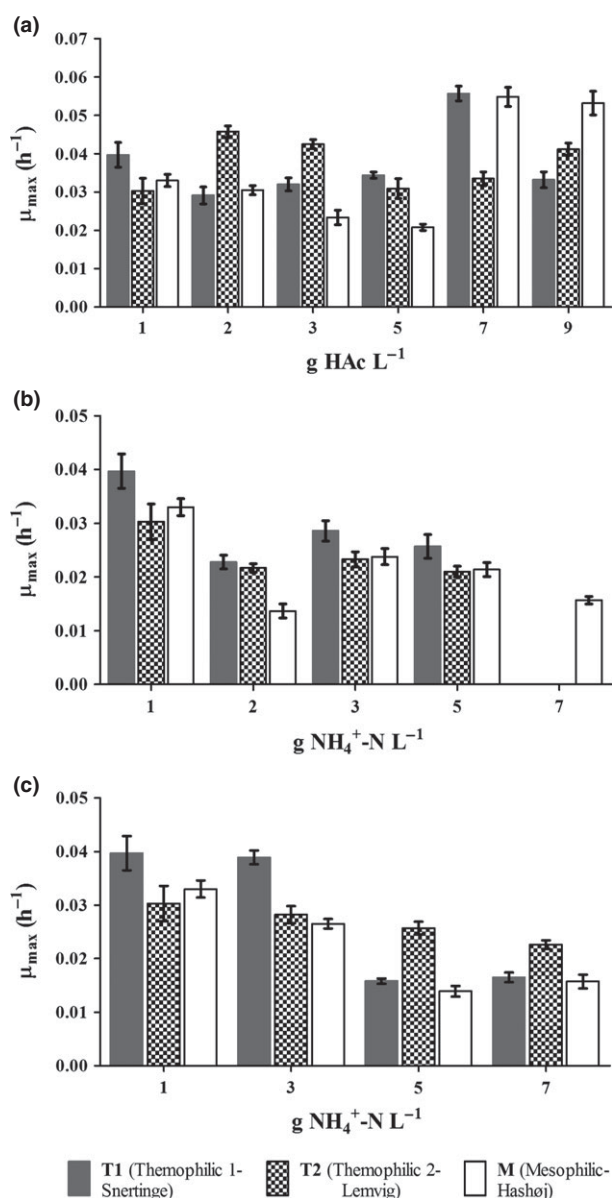 (a)
0.07
0.06
0.05
0.04
0.03
0.02
0.01
0.00
μmax (h⁻¹)
1 2 3 5 7 9
g HAc L⁻¹
(b)
0.05
0.04
0.03
0.02
0.01
0.00
μmax (h⁻¹)
1 2 3 5 7
g NH₄⁺-N L⁻¹
(c)
0.05
0.04
0.03
0.02
0.01
0.00
μmax (h⁻¹)
1 3 5 7
g NH₄⁺-N L⁻¹
T1 (Themophilic 1-
Snertinge)
T2 (Themophilic 2-
Lemvig)
M (Mesophilic-
Hashøj)